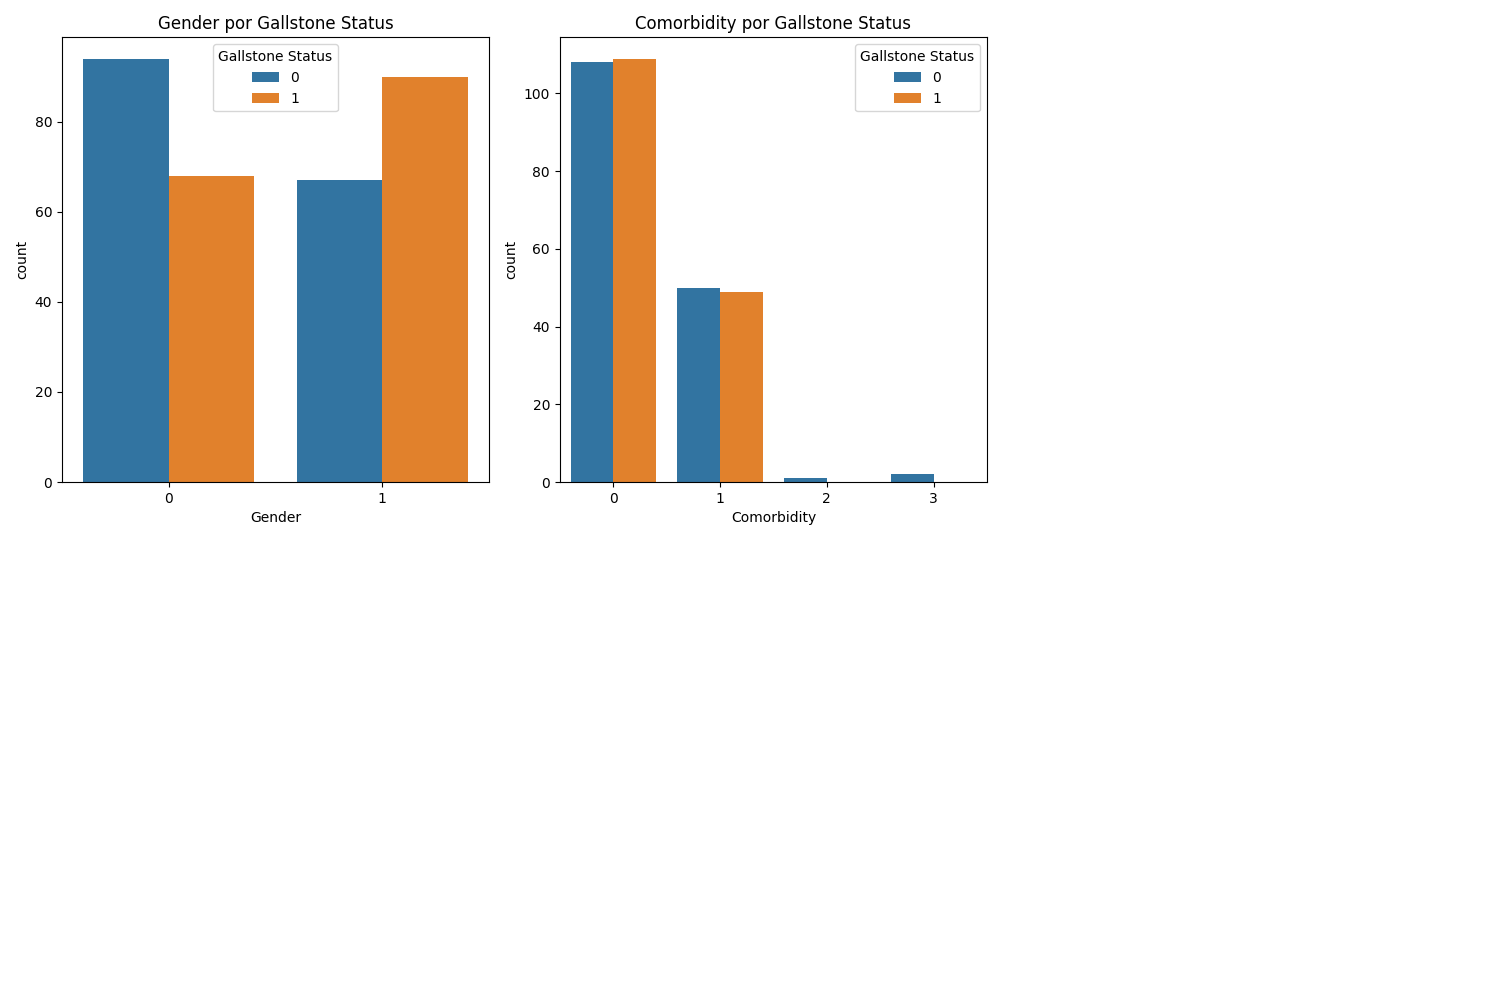 Gender por Gallstone Status
Gallstone Status
0
1
80
60
40
20
0
count
0 1
Gender
Comorbidity por Gallstone Status
Gallstone Status
0
1
100
80
60
40
20
0
count
0 1 2 3
Comorbidity